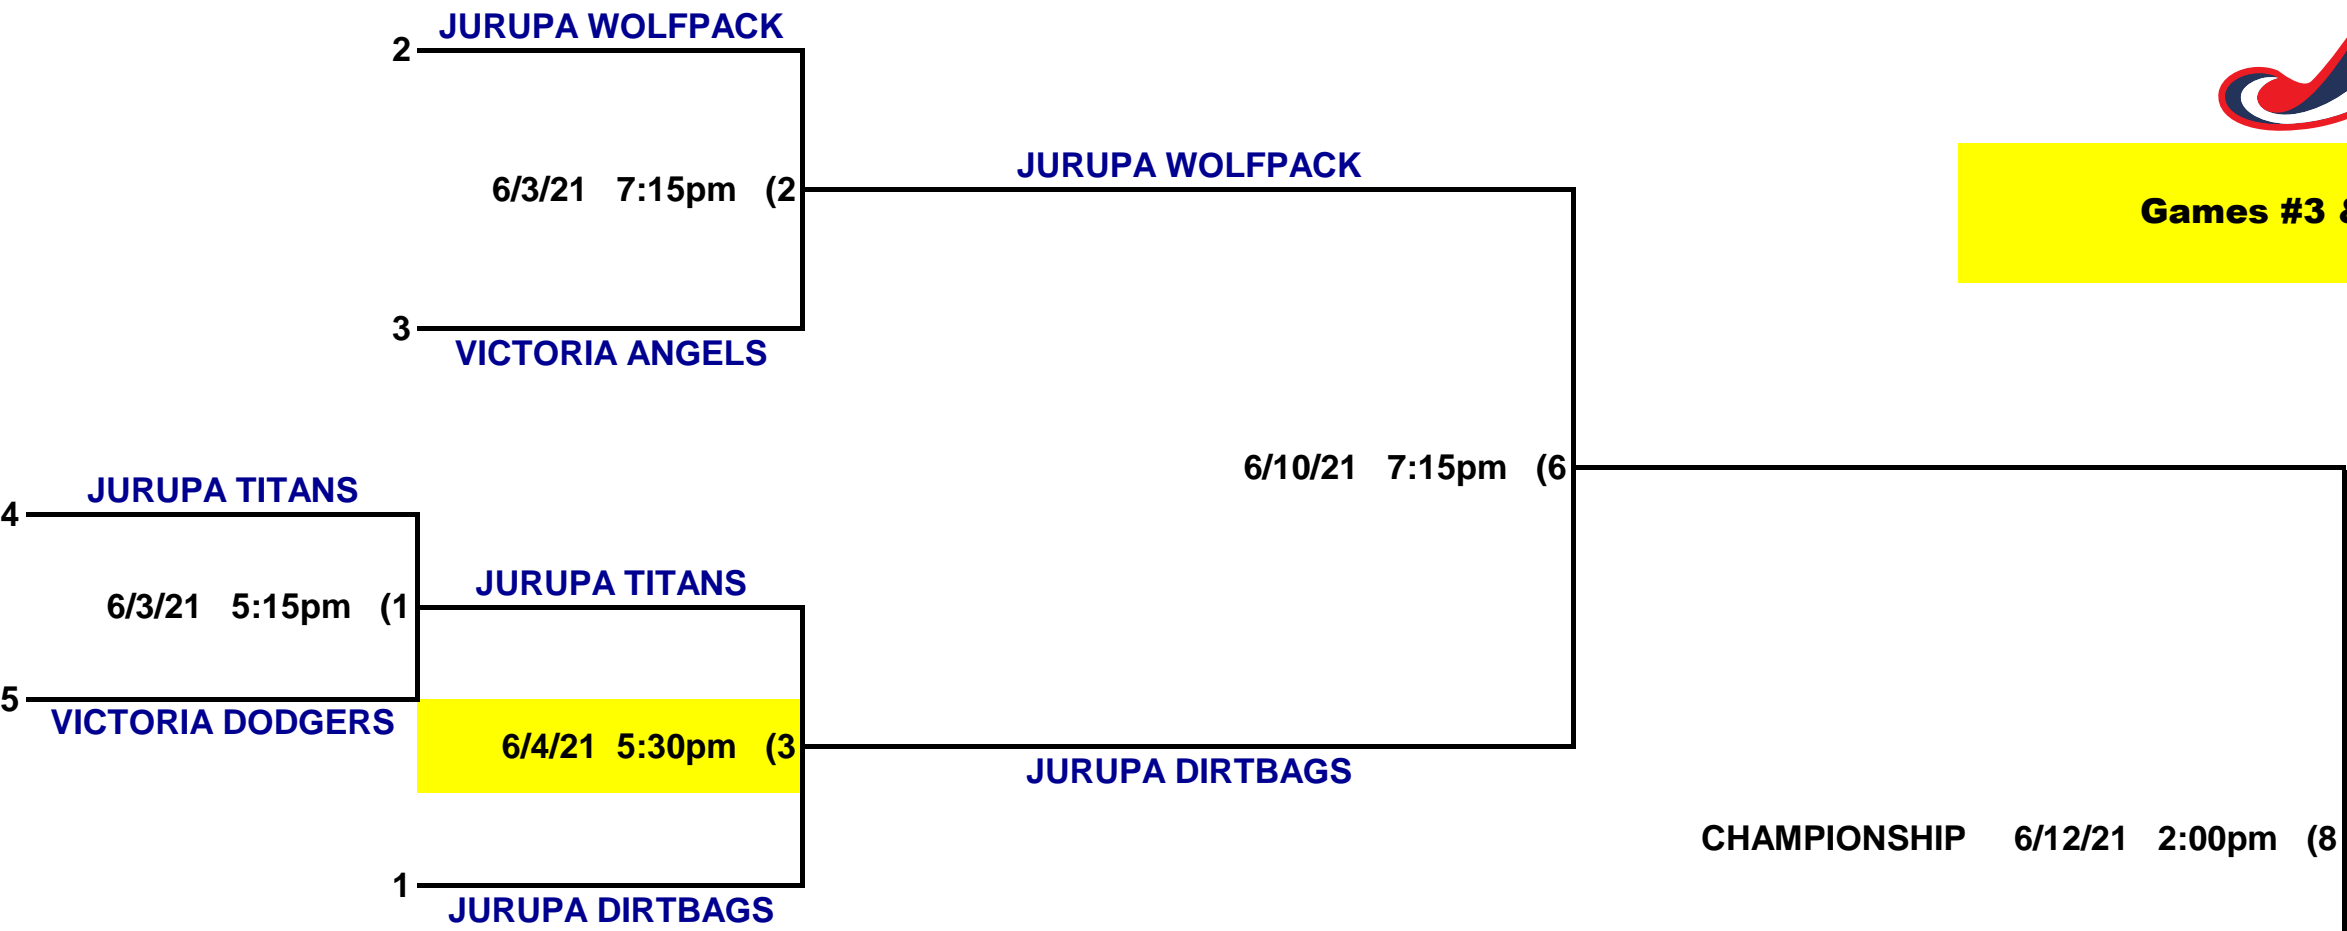 JURUPA WOLFPACK
2
JURUPA WOLFPACK
6/3/21 7:15pm (2
Games #3 &
3
VICTORIA ANGELS
6/10/21 7:15pm (6
JURUPA TITANS
4
JURUPA TITANS
6/3/21 5:15pm (1
5
VICTORIA DODGERS
6/4/21 5:30pm (3
JURUPA DIRTBAGS
CHAMPIONSHIP 6/12/21 2:00pm (8
1
JURUPA DIRTBAGS